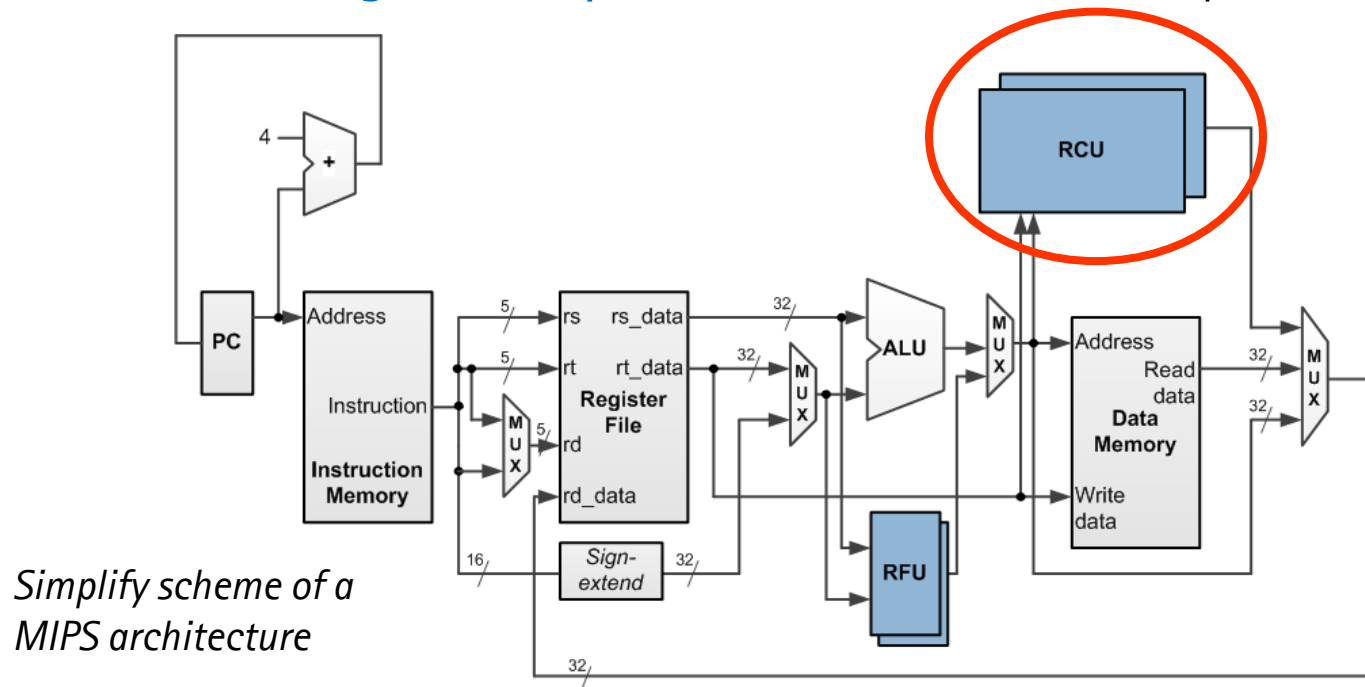 4
+
RCU
PC
Address
Instruction
Instruction
Memory
5
5
5
M
U
X
rs
rt
rd
rd_data
rs_data
rt_data
Register
File
16
Sign-
extend
32
32
32
M
U
X
ALU
RFU
M
U
X
Address
Read
data
Data
Memory
Write
data
32
32
M
U
X
32
Simplify scheme of a
MIPS architecture